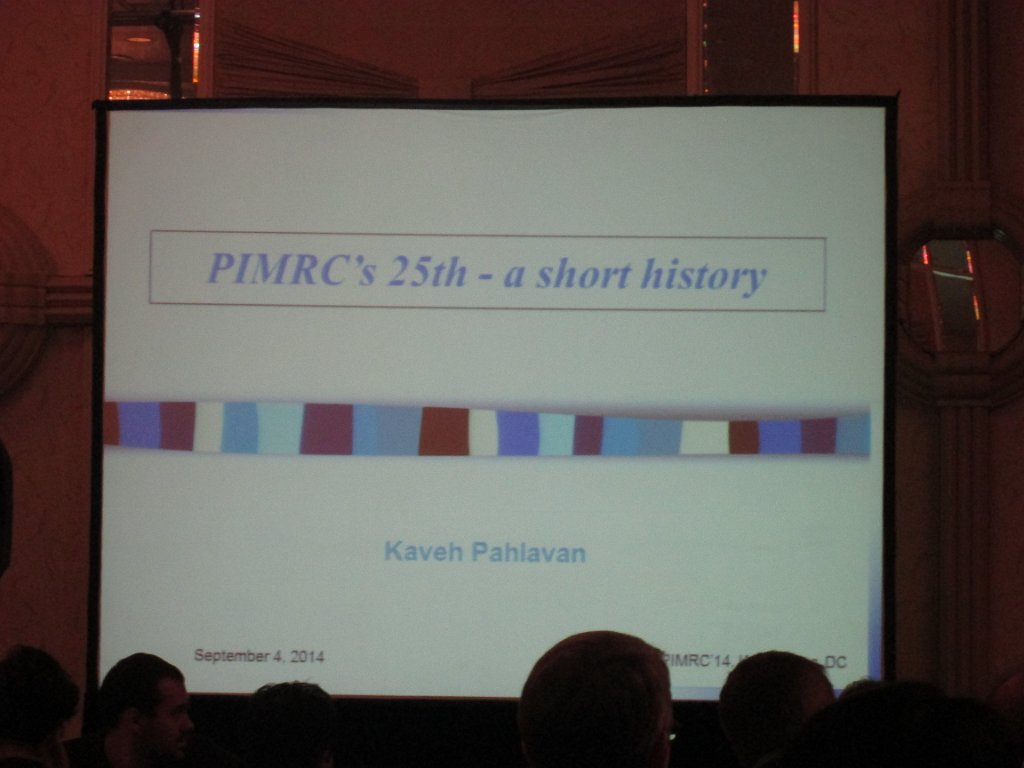 PIMRC's 25th - a short history
Kaveh Pahlavan
September 4, 2014
PIMRC'14, DC